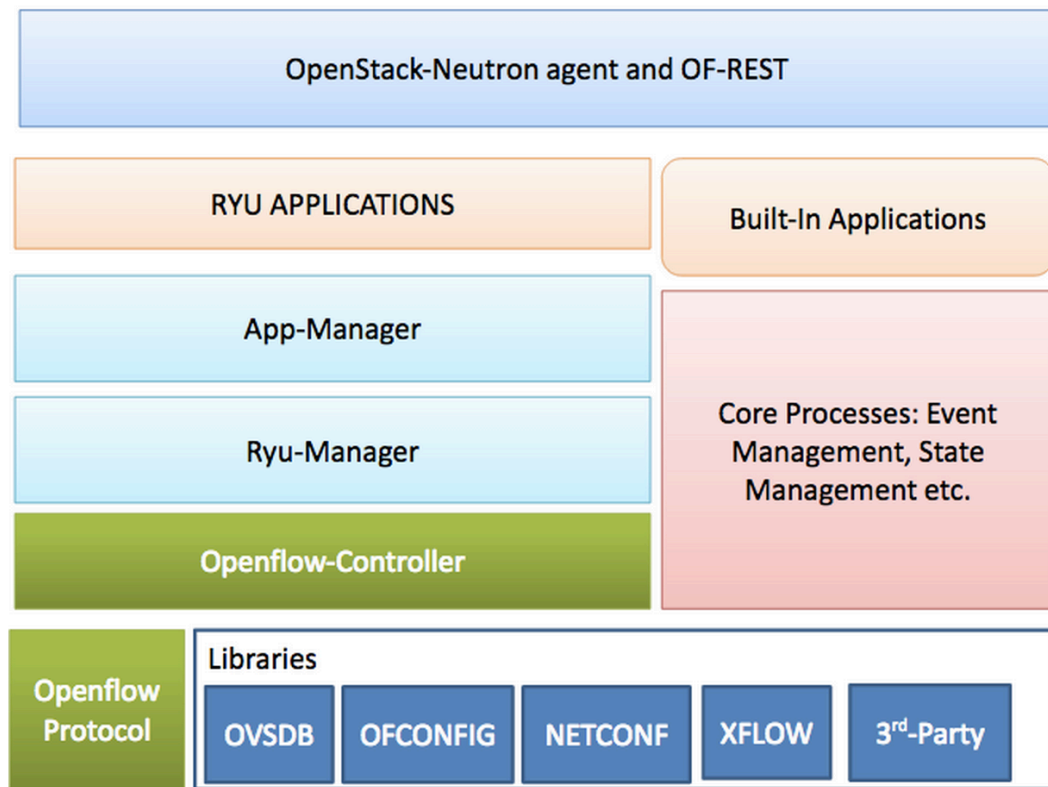 OpenStack-Neutron agent and OF-REST
RYU APPLICATIONS
Built-In Applications
App-Manager
Ryu-Manager
Core Processes: Event
Management, State
Management etc.
Openflow-Controller
Openflow
Protocol
Libraries
OVSDB
OFCONFIG
NETCONF
XFLOW
3rd-Party